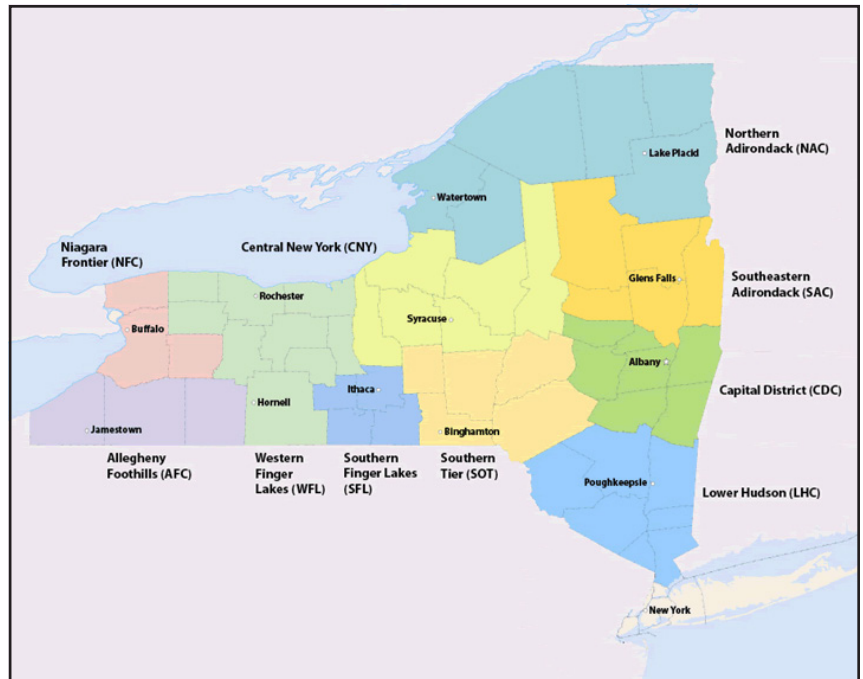 Northern
Adirondack (NAC)
Lake Placid
Watertown
Niagara
Frontier (NFC)
Central New York (CNY)
Southeastern
Adirondack (SAC)
Glens Falls
Rochester
Syracuse
Buffalo
Albany
Capital District (CDC)
Ithaca
Hornell
Jamestown
Binghamton
Allegheny
Foothills (AFC)
Western
Finger
Lakes (WFL)
Southern
Finger Lakes
(SFL)
Southern
Tier (SOT)
Poughkeepsie
Lower Hudson (LHC)
New York